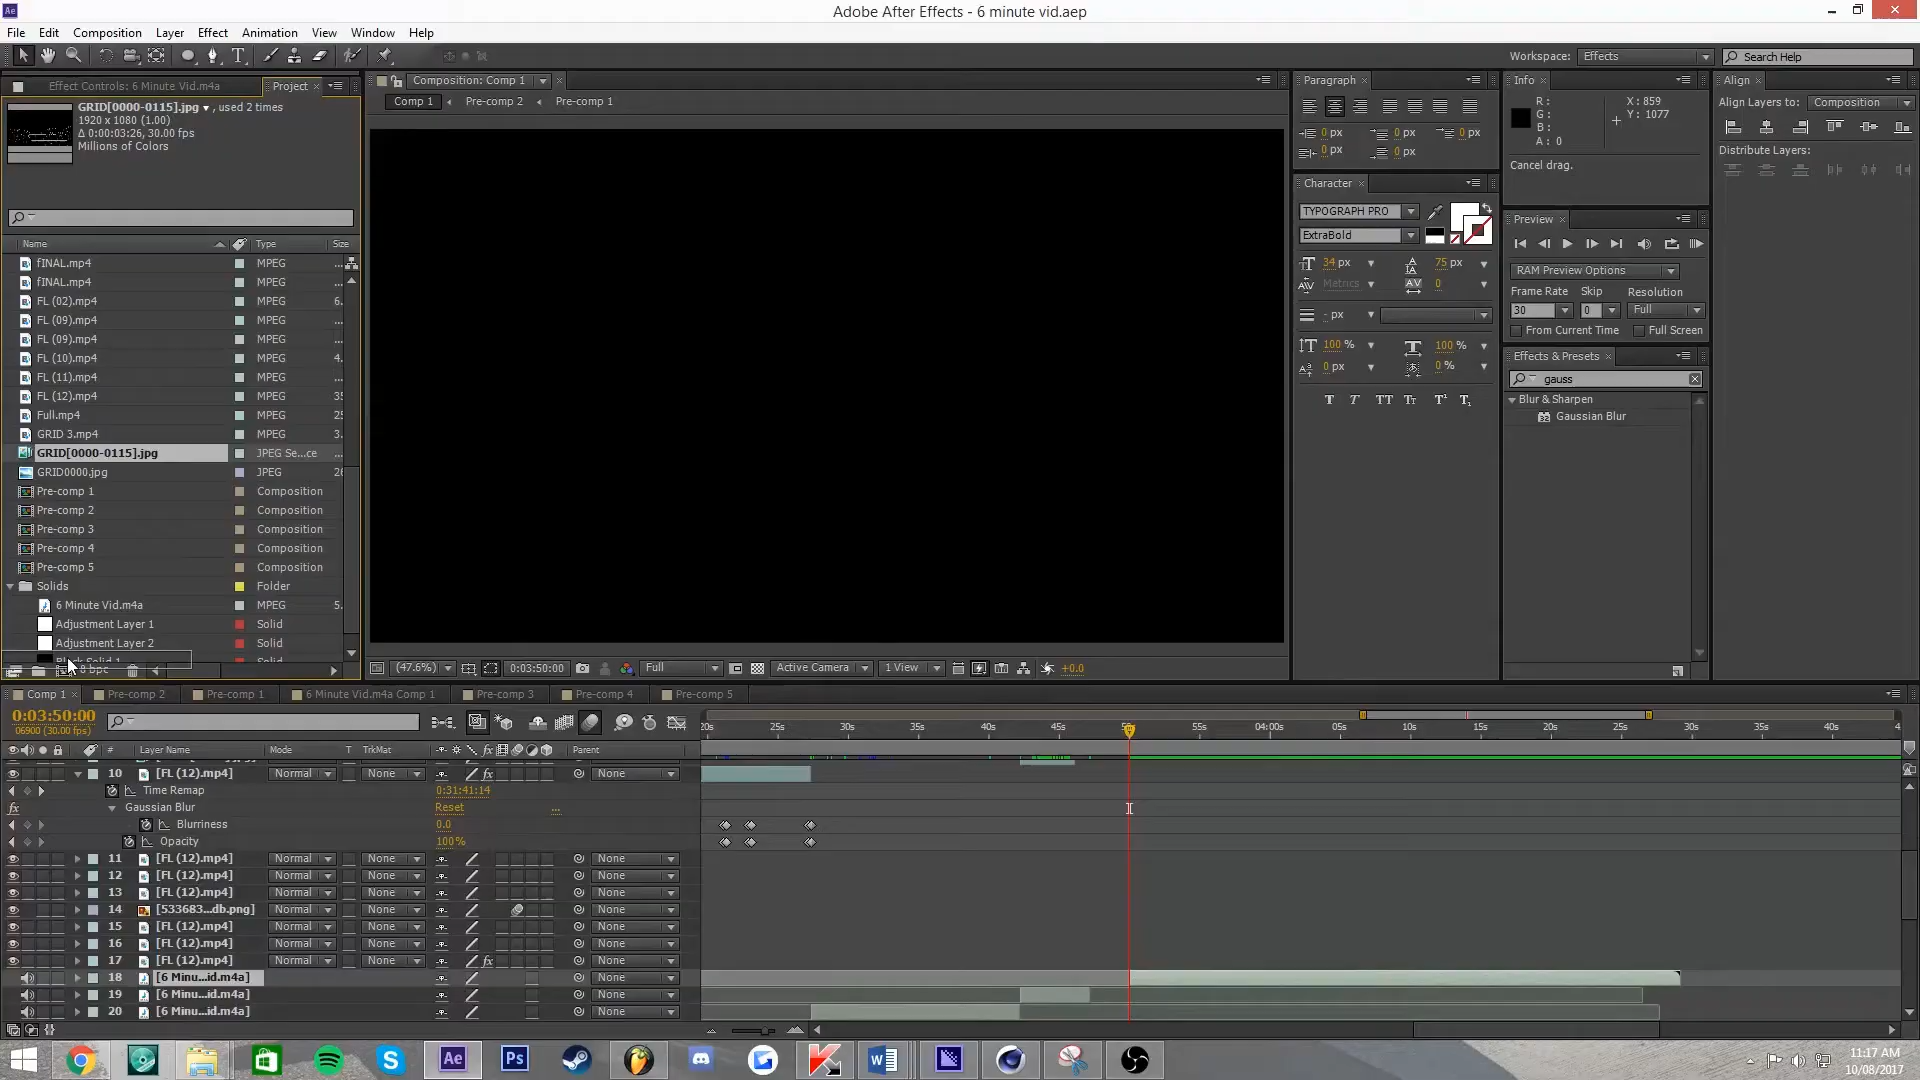 Adobe After Effects - 6 minute vid.aep
File Edit Composition Layer Effect Animation View Window Help
Workspace: Effects Search Help
Effect Controls: 6 Minute Vid.m4a Project
GRID[0000-0115].jpg , used 2 times
1920 x 1080 (1.00)
Δ 0:00:03:26, 30.00 fps
Millions of Colors
Name Type Size
fINAL.mp4 MPEG ...
fINAL.mp4 MPEG ...
FL (02).mp4 MPEG 6.
FL (09).mp4 MPEG ...
FL (09).mp4 MPEG ...
FL (10).mp4 MPEG 4.
FL (11).mp4 MPEG ...
FL (12).mp4 MPEG 35
Full.mp4 MPEG 25
GRID 3.mp4 MPEG 3.
GRID[0000-0115].jpg JPEG Se...ce ...
GRID0000.jpg JPEG 26
Pre-comp 1 Composition
Pre-comp 2 Composition
Pre-comp 3 Composition
Pre-comp 4 Composition
Pre-comp 5 Composition
Solids Folder
6 Minute Vid.m4a MPEG 5.
Adjustment Layer 1 Solid
Adjustment Layer 2 Solid
Black Solid 1 Solid
8 bpc
Composition: Comp 1
Comp 1 Pre-comp 2 Pre-comp 1
(47.6%) 0:03:50:00 Full Active Camera 1 View +0.0
Paragraph
0 px 0 px 0 px
0 px 0 px
Character
TYPOGRAPH PRO
ExtraBold
34 px 75 px
Metrics AV 0
- px
100 % 100 %
0 px 0 %
T T TT Tt T¹ T₁
Info
R: X: 859
G: Y: 1077
B:
A: 0
Cancel drag.
Preview
RAM Preview Options
Frame Rate Skip Resolution
30 0 Full
From Current Time Full Screen
Effects & Presets
gauss
Blur & Sharpen
Gaussian Blur
Align
Align Layers to: Composition
Distribute Layers:
Comp 1 Pre-comp 2 Pre-comp 1 6 Minute Vid.m4a Comp 1 Pre-comp 3 Pre-comp 4 Pre-comp 5
0:03:50:00
06900 (30.00 fps)
20s 25s 30s 35s 40s 45s 55s 04:00s 05s 10s 15s 20s 25s 30s 35s 40s
# Layer Name Mode T TrkMat Parent
10 [FL (12).mp4] Normal None None
Time Remap 0:31:41:14
Gaussian Blur Reset ...
Blurriness 0.0
Opacity 100%
11 [FL (12).mp4] Normal None None
12 [FL (12).mp4] Normal None None
13 [FL (12).mp4] Normal None None
14 [533683...db.png] Normal None None
15 [FL (12).mp4] Normal None None
16 [FL (12).mp4] Normal None None
17 [FL (12).mp4] Normal None None
18 [6 Minu...id.m4a] None
19 [6 Minu...id.m4a] None
20 [6 Minu...id.m4a] None
11:17 AM
10/08/2017